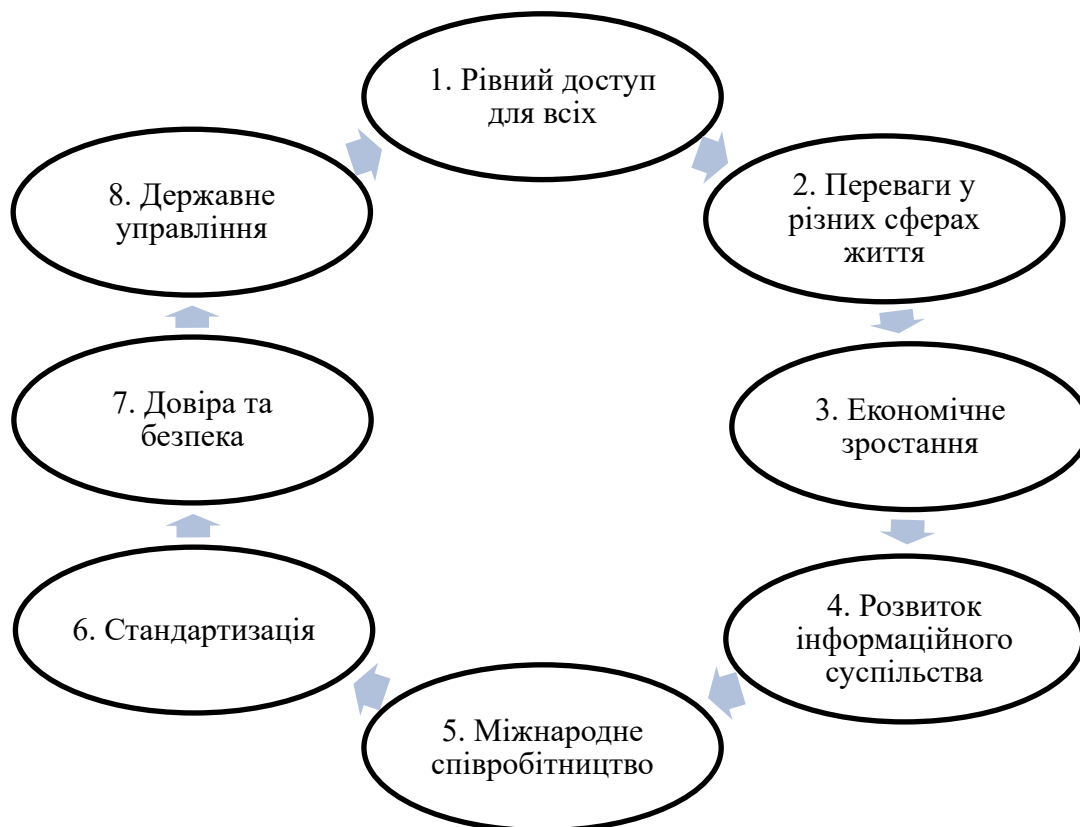 1. Рівний доступ
для всіх
2. Переваги у
різних сферах
життя
3. Економічне
зростання
4. Розвиток
інформаційного
суспільства
5. Міжнародне
співробітництво
6. Стандартизація
7. Довіра та
безпека
8. Державне
управління